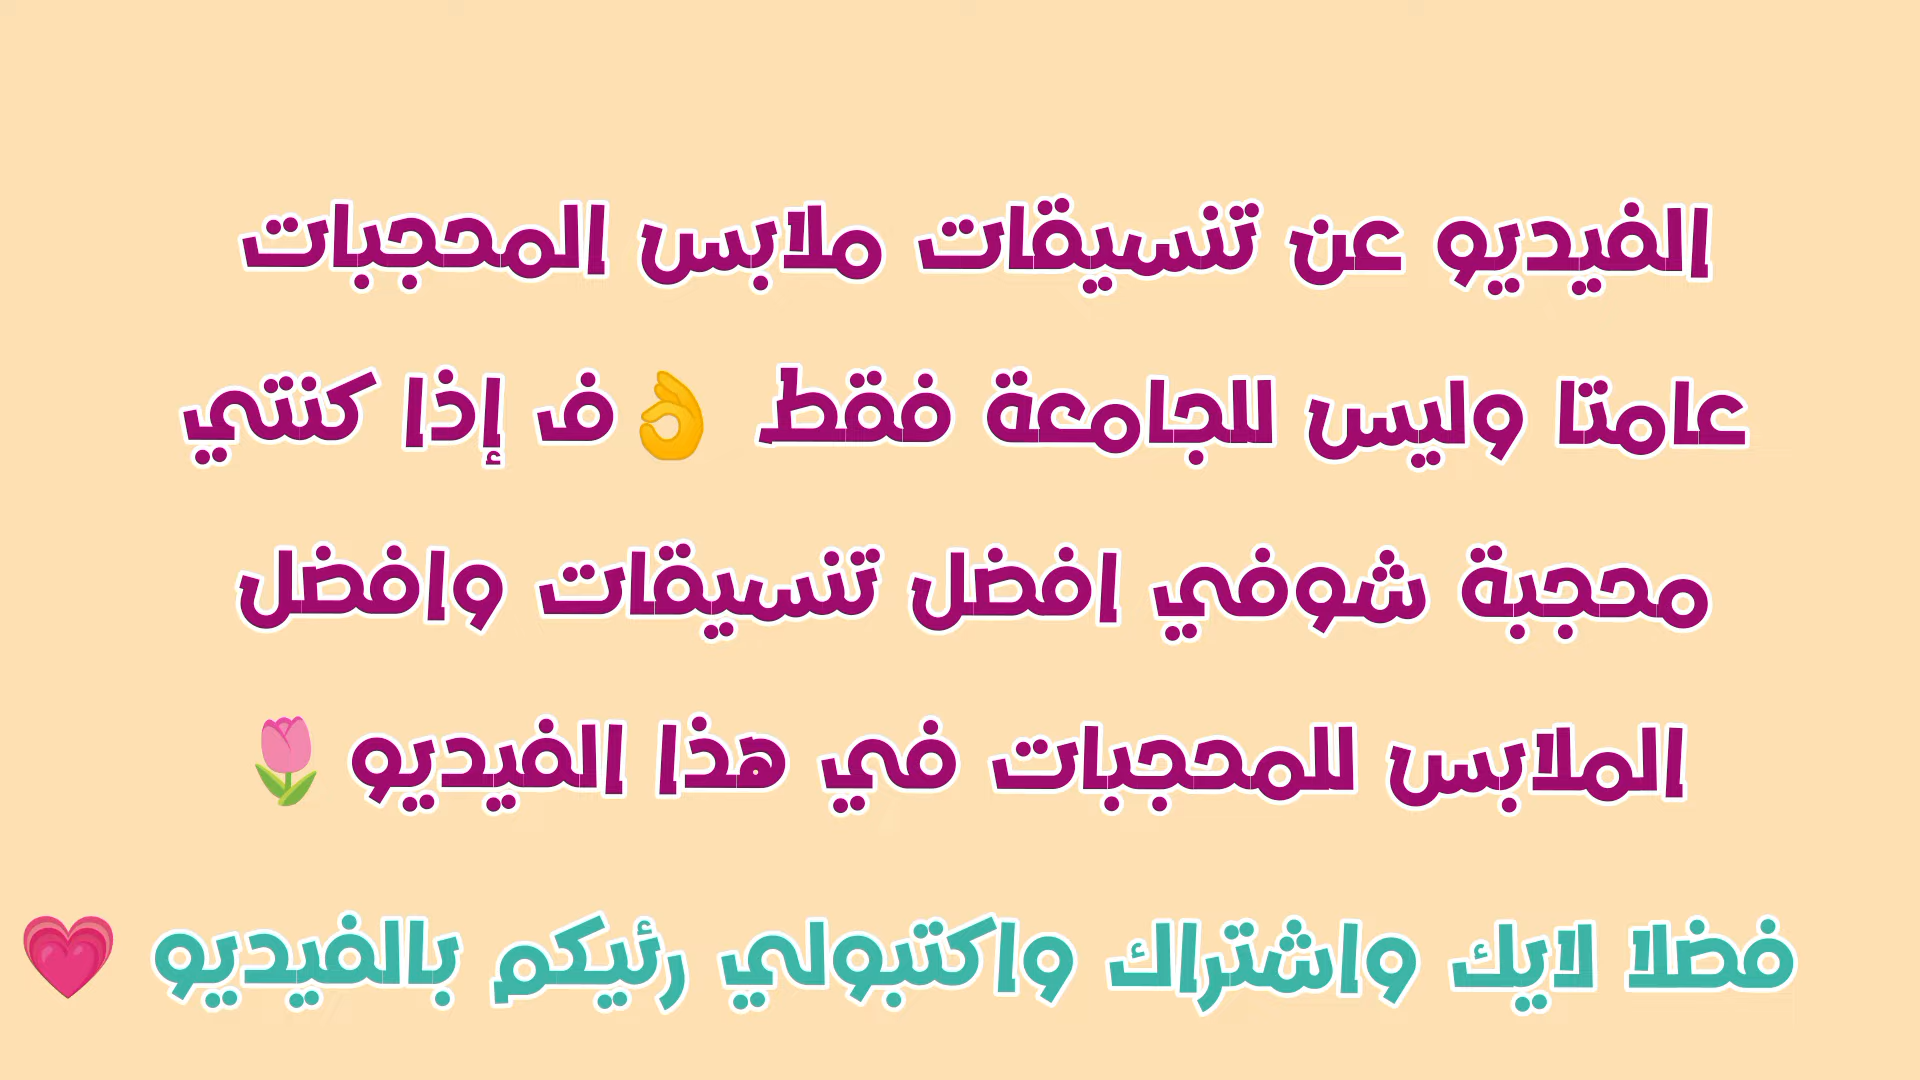 الفيديو عن تنسيقات ملابس المحجبات
عامتا وليس للجامعة فقط 👌ف إذا كنتي
محجبة شوفي افضل تنسيقات وافضل
الملابس للمحجبات في هذا الفيديو🌷
فضلا لايك واشتراك واكتبولي رئيكم بالفيديو 💗